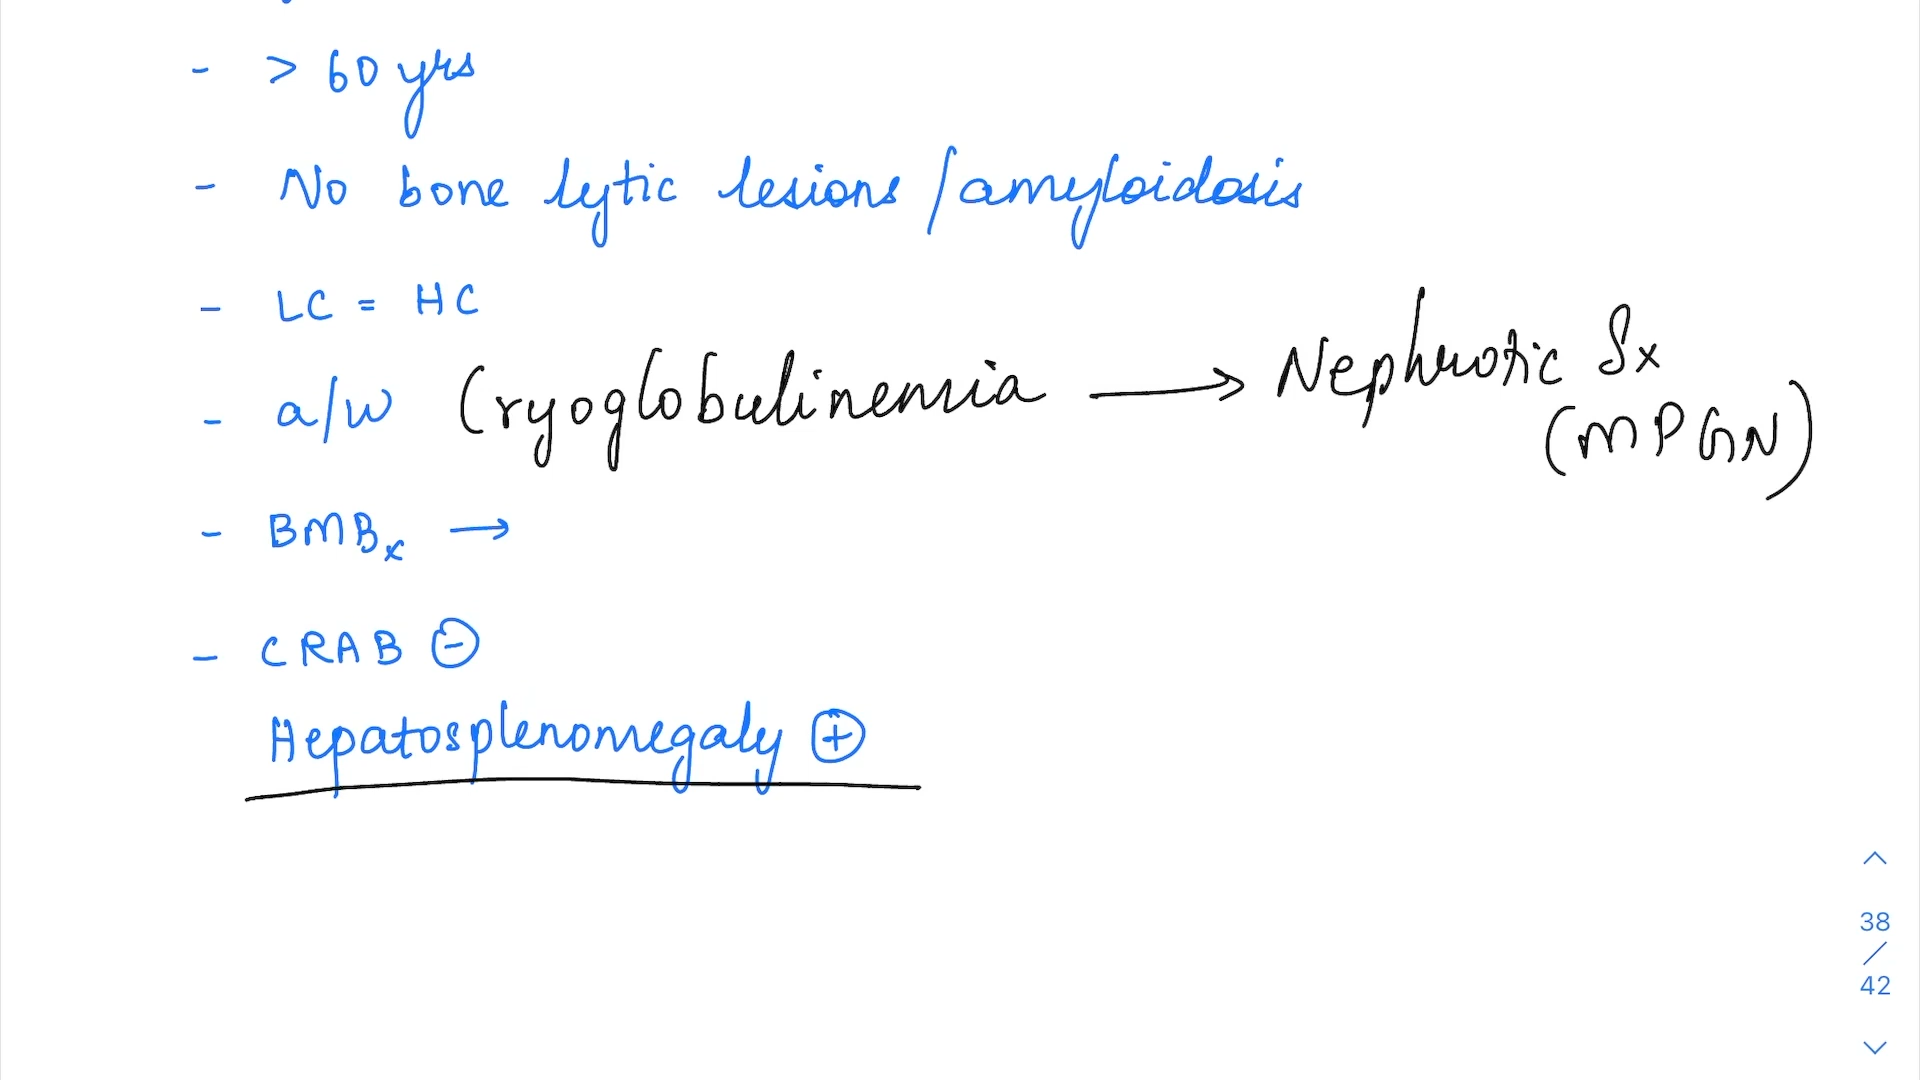 - > 60 yrs
- No bone lytic lesions / amyloidosis
- LC = HC
- a/w Cryoglobulinemia → Nephrotic Sx
(MPGN)
- BMBx →
- CRAB ⊖
Hepatosplenomegaly ⊕
38
/
42